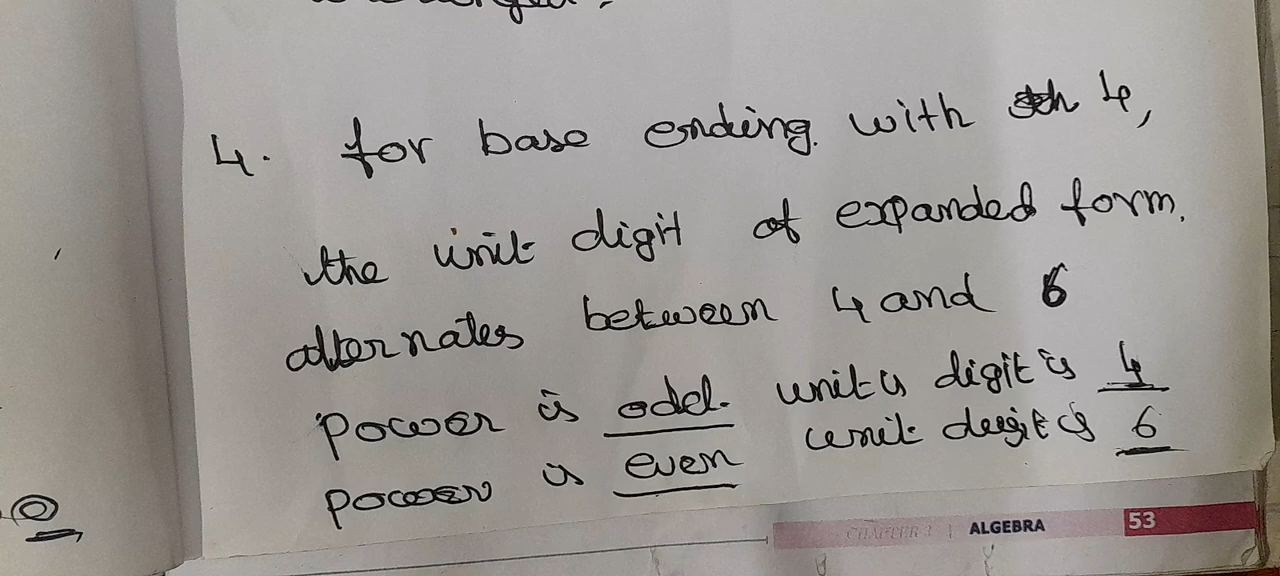 4. for base ending with 4,
the unit digit of expanded form.
alternates between 4 and 6
Power is odd. unit's digit is 4
power is even unit digit is 6
CHAPTER 3 | ALGEBRA 53